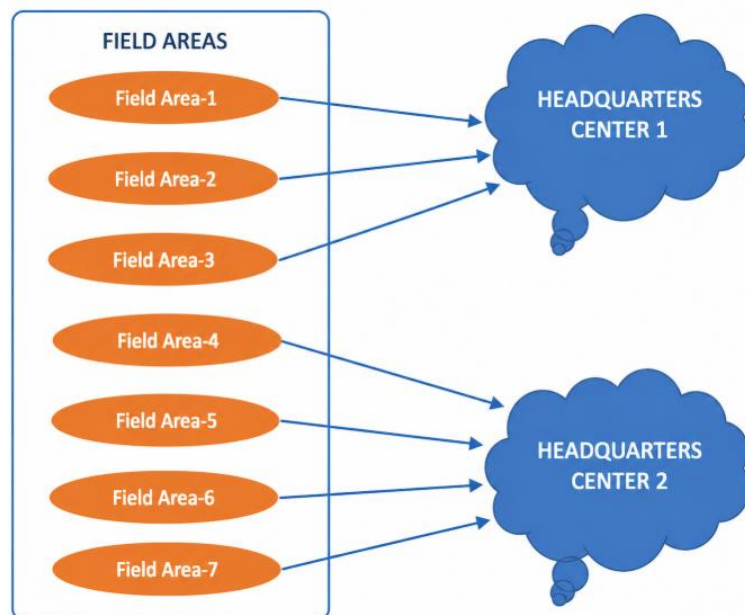 FIELD AREAS
Field Area-1
Field Area-2
Field Area-3
Field Area-4
Field Area-5
Field Area-6
Field Area-7
HEADQUARTERS
CENTER 1
HEADQUARTERS
CENTER 2